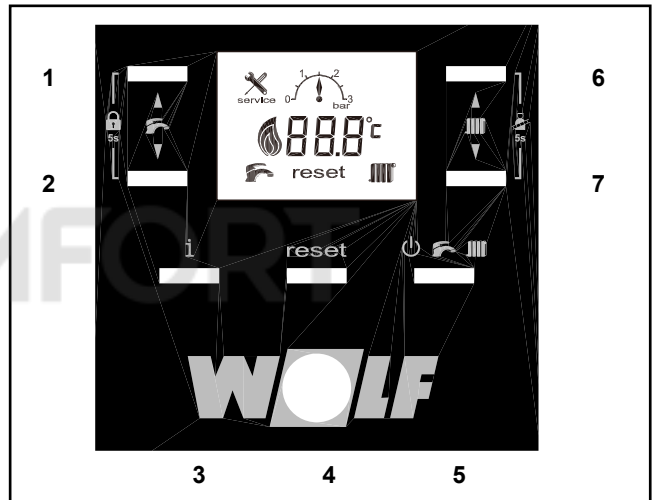 1 6
service
1 2
0 3
bar
5s 5s
88.8°c
reset
2 7
i reset
MFORT
WOLF
3 4 5